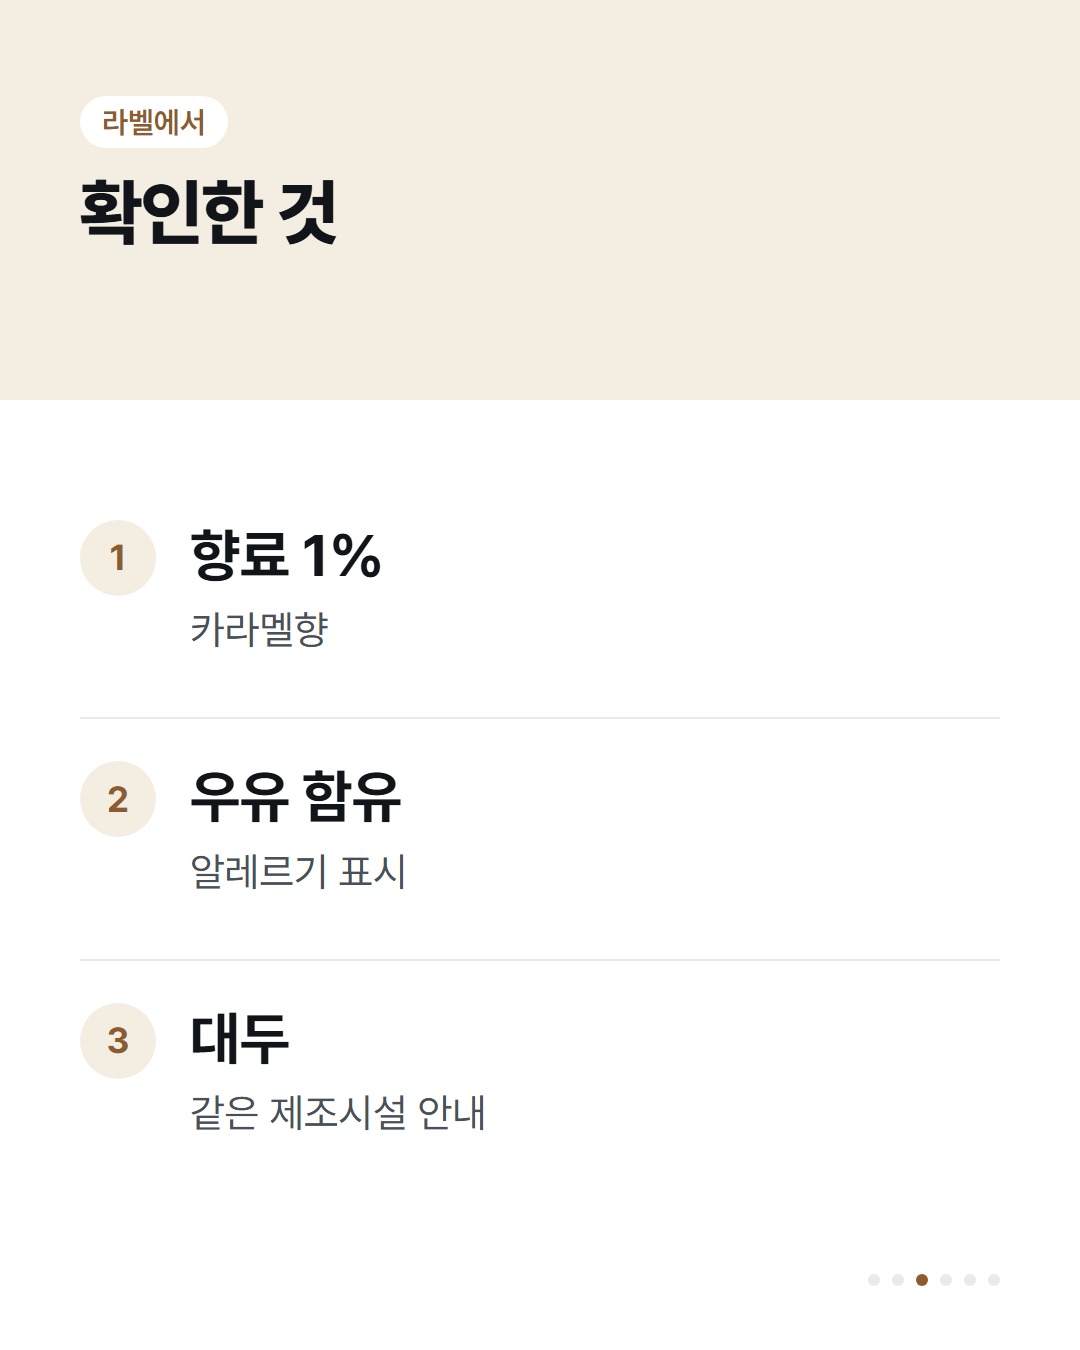 라벨에서
확인한 것
1
향료 1%
카라멜향
2
우유 함유
알레르기 표시
3
대두
같은 제조시설 안내